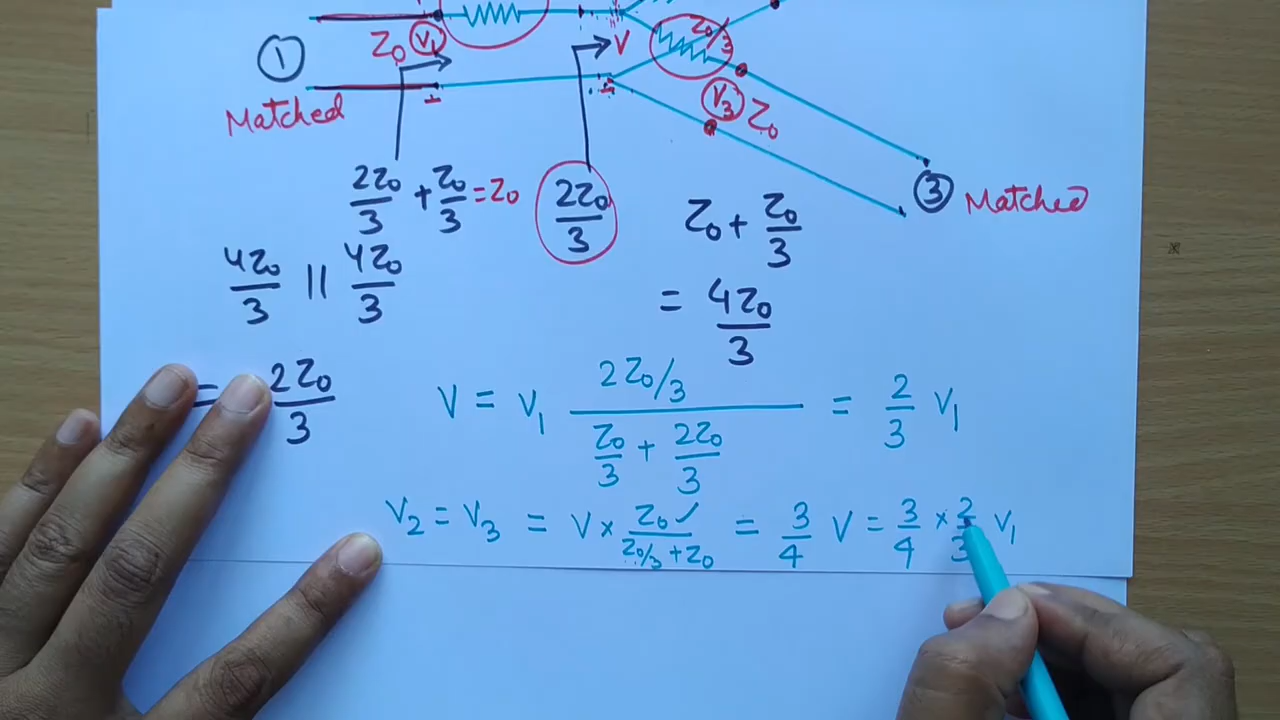 Z0/3
① Z0 V1 V
V3 Z0
Matched
③ Matched
2Z0/3 + Z0/3 = Z0 2Z0/3 Z0 + Z0/3
4Z0/3 || 4Z0/3 = 4Z0/3
= 2Z0/3 V = V1 (2Z0/3)/(Z0/3 + 2Z0/3) = 2/3 V1
V2 = V3 = V × Z0✓/(Z0/3 + Z0) = 3/4 V = 3/4 × 2/3 V1